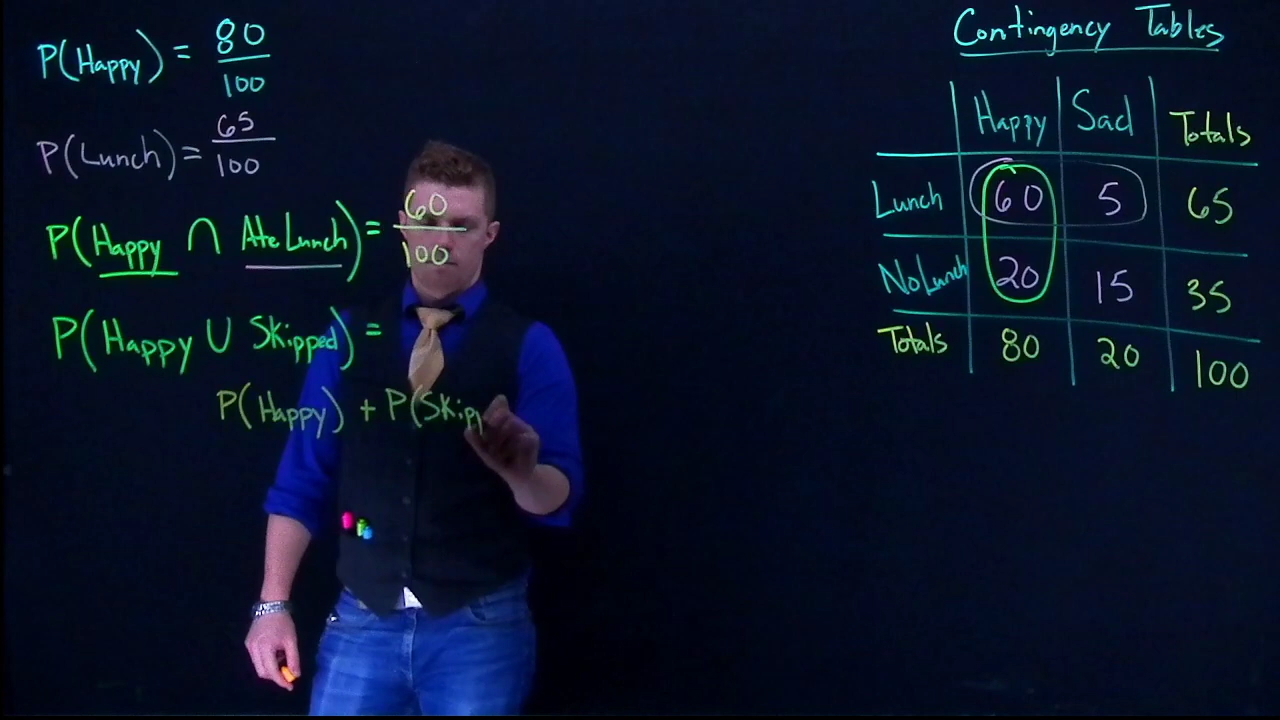 P(Happy) = 80/100
P(Lunch) = 65/100
P(Happy ∩ Ate Lunch) = 60/100
P(Happy ∪ Skipped) =
P(Happy) + P(Skipp
Contingency Tables
Happy Sad Totals
Lunch 60 5 65
No Lunch 20 15 35
Totals 80 20 100